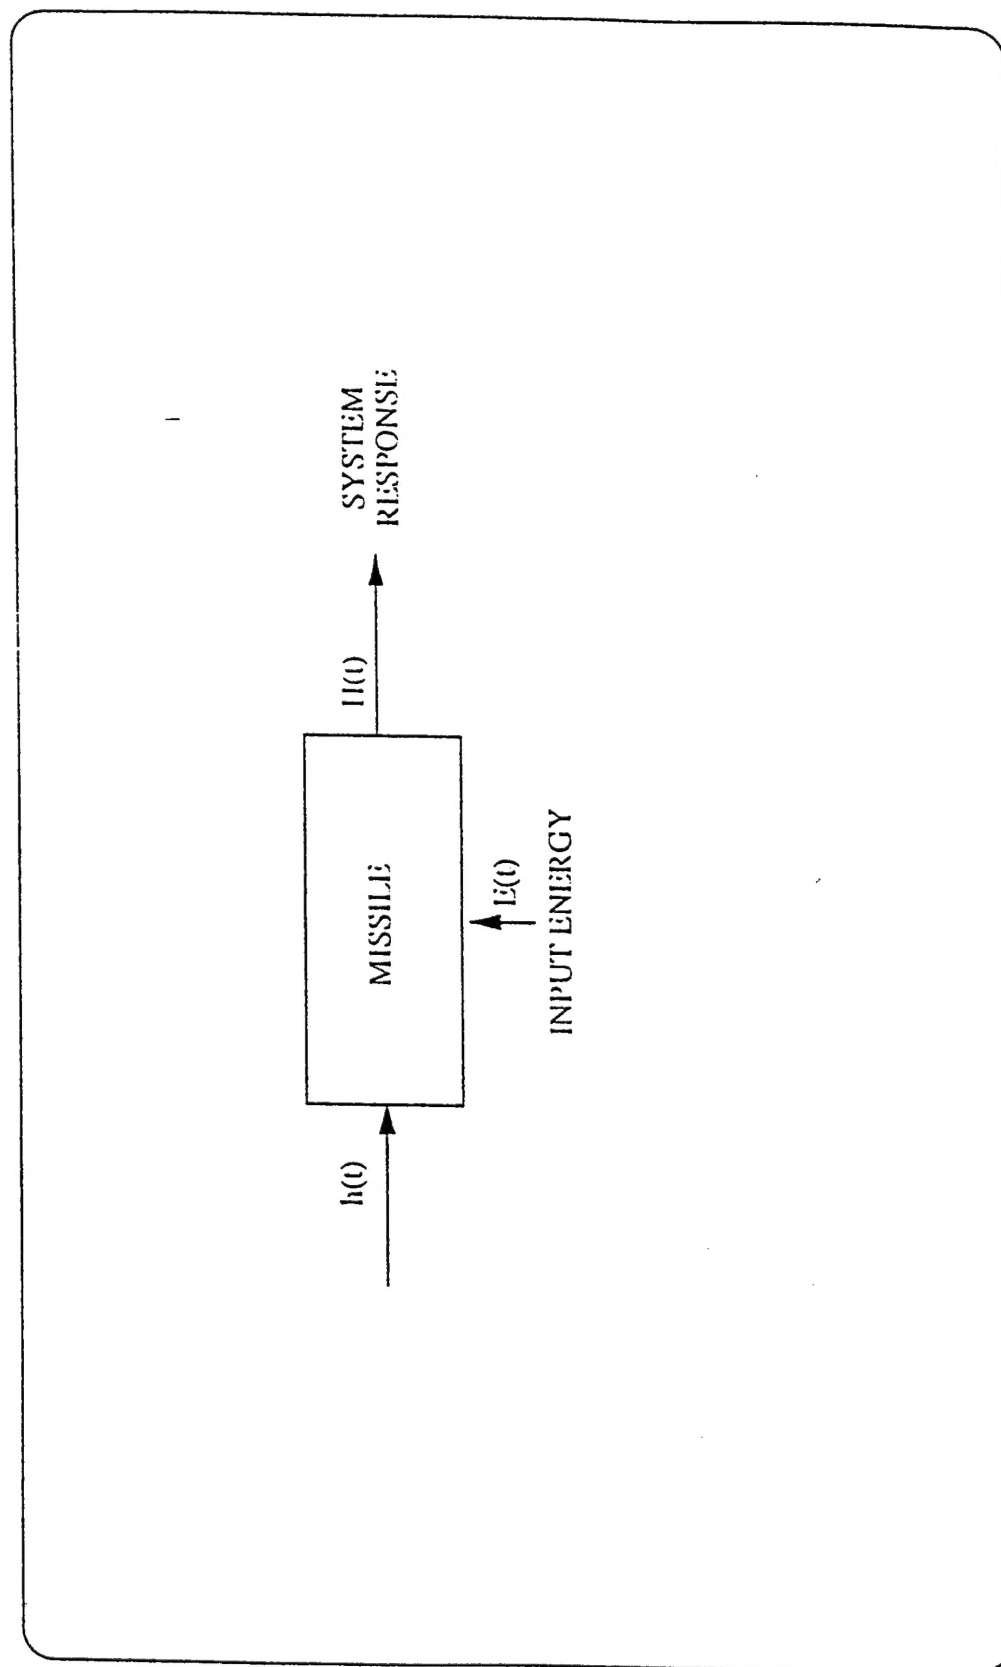 h(t)
MISSILE
H(t)
SYSTEM
RESPONSE
E(t)
INPUT ENERGY